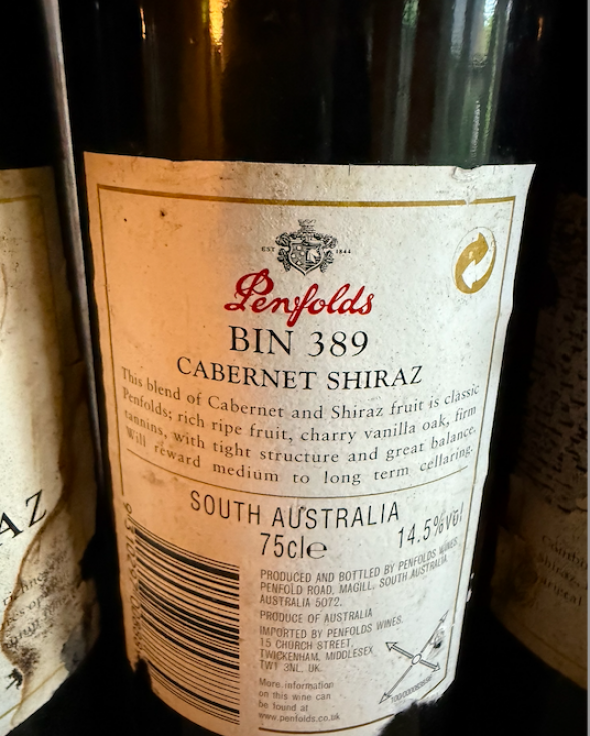 EST 1844
Penfolds
BIN 389
CABERNET SHIRAZ
This blend of Cabernet and Shiraz fruit is classic
Penfolds; rich ripe fruit, charry vanilla oak, firm
tannins, with tight structure and great balance.
Will reward medium to long term cellaring.
SOUTH AUSTRALIA
75cle 14.5%vol
PRODUCED AND BOTTLED BY PENFOLDS WINES,
PENFOLD ROAD, MAGILL, SOUTH AUSTRALIA,
AUSTRALIA 5072.
PRODUCE OF AUSTRALIA
IMPORTED BY PENFOLDS WINES.
15 CHURCH STREET,
TWICKENHAM, MIDDLESEX
TW1 3NL, UK.
More information
on this wine can
be found at
www.penfolds.co.uk
AZ